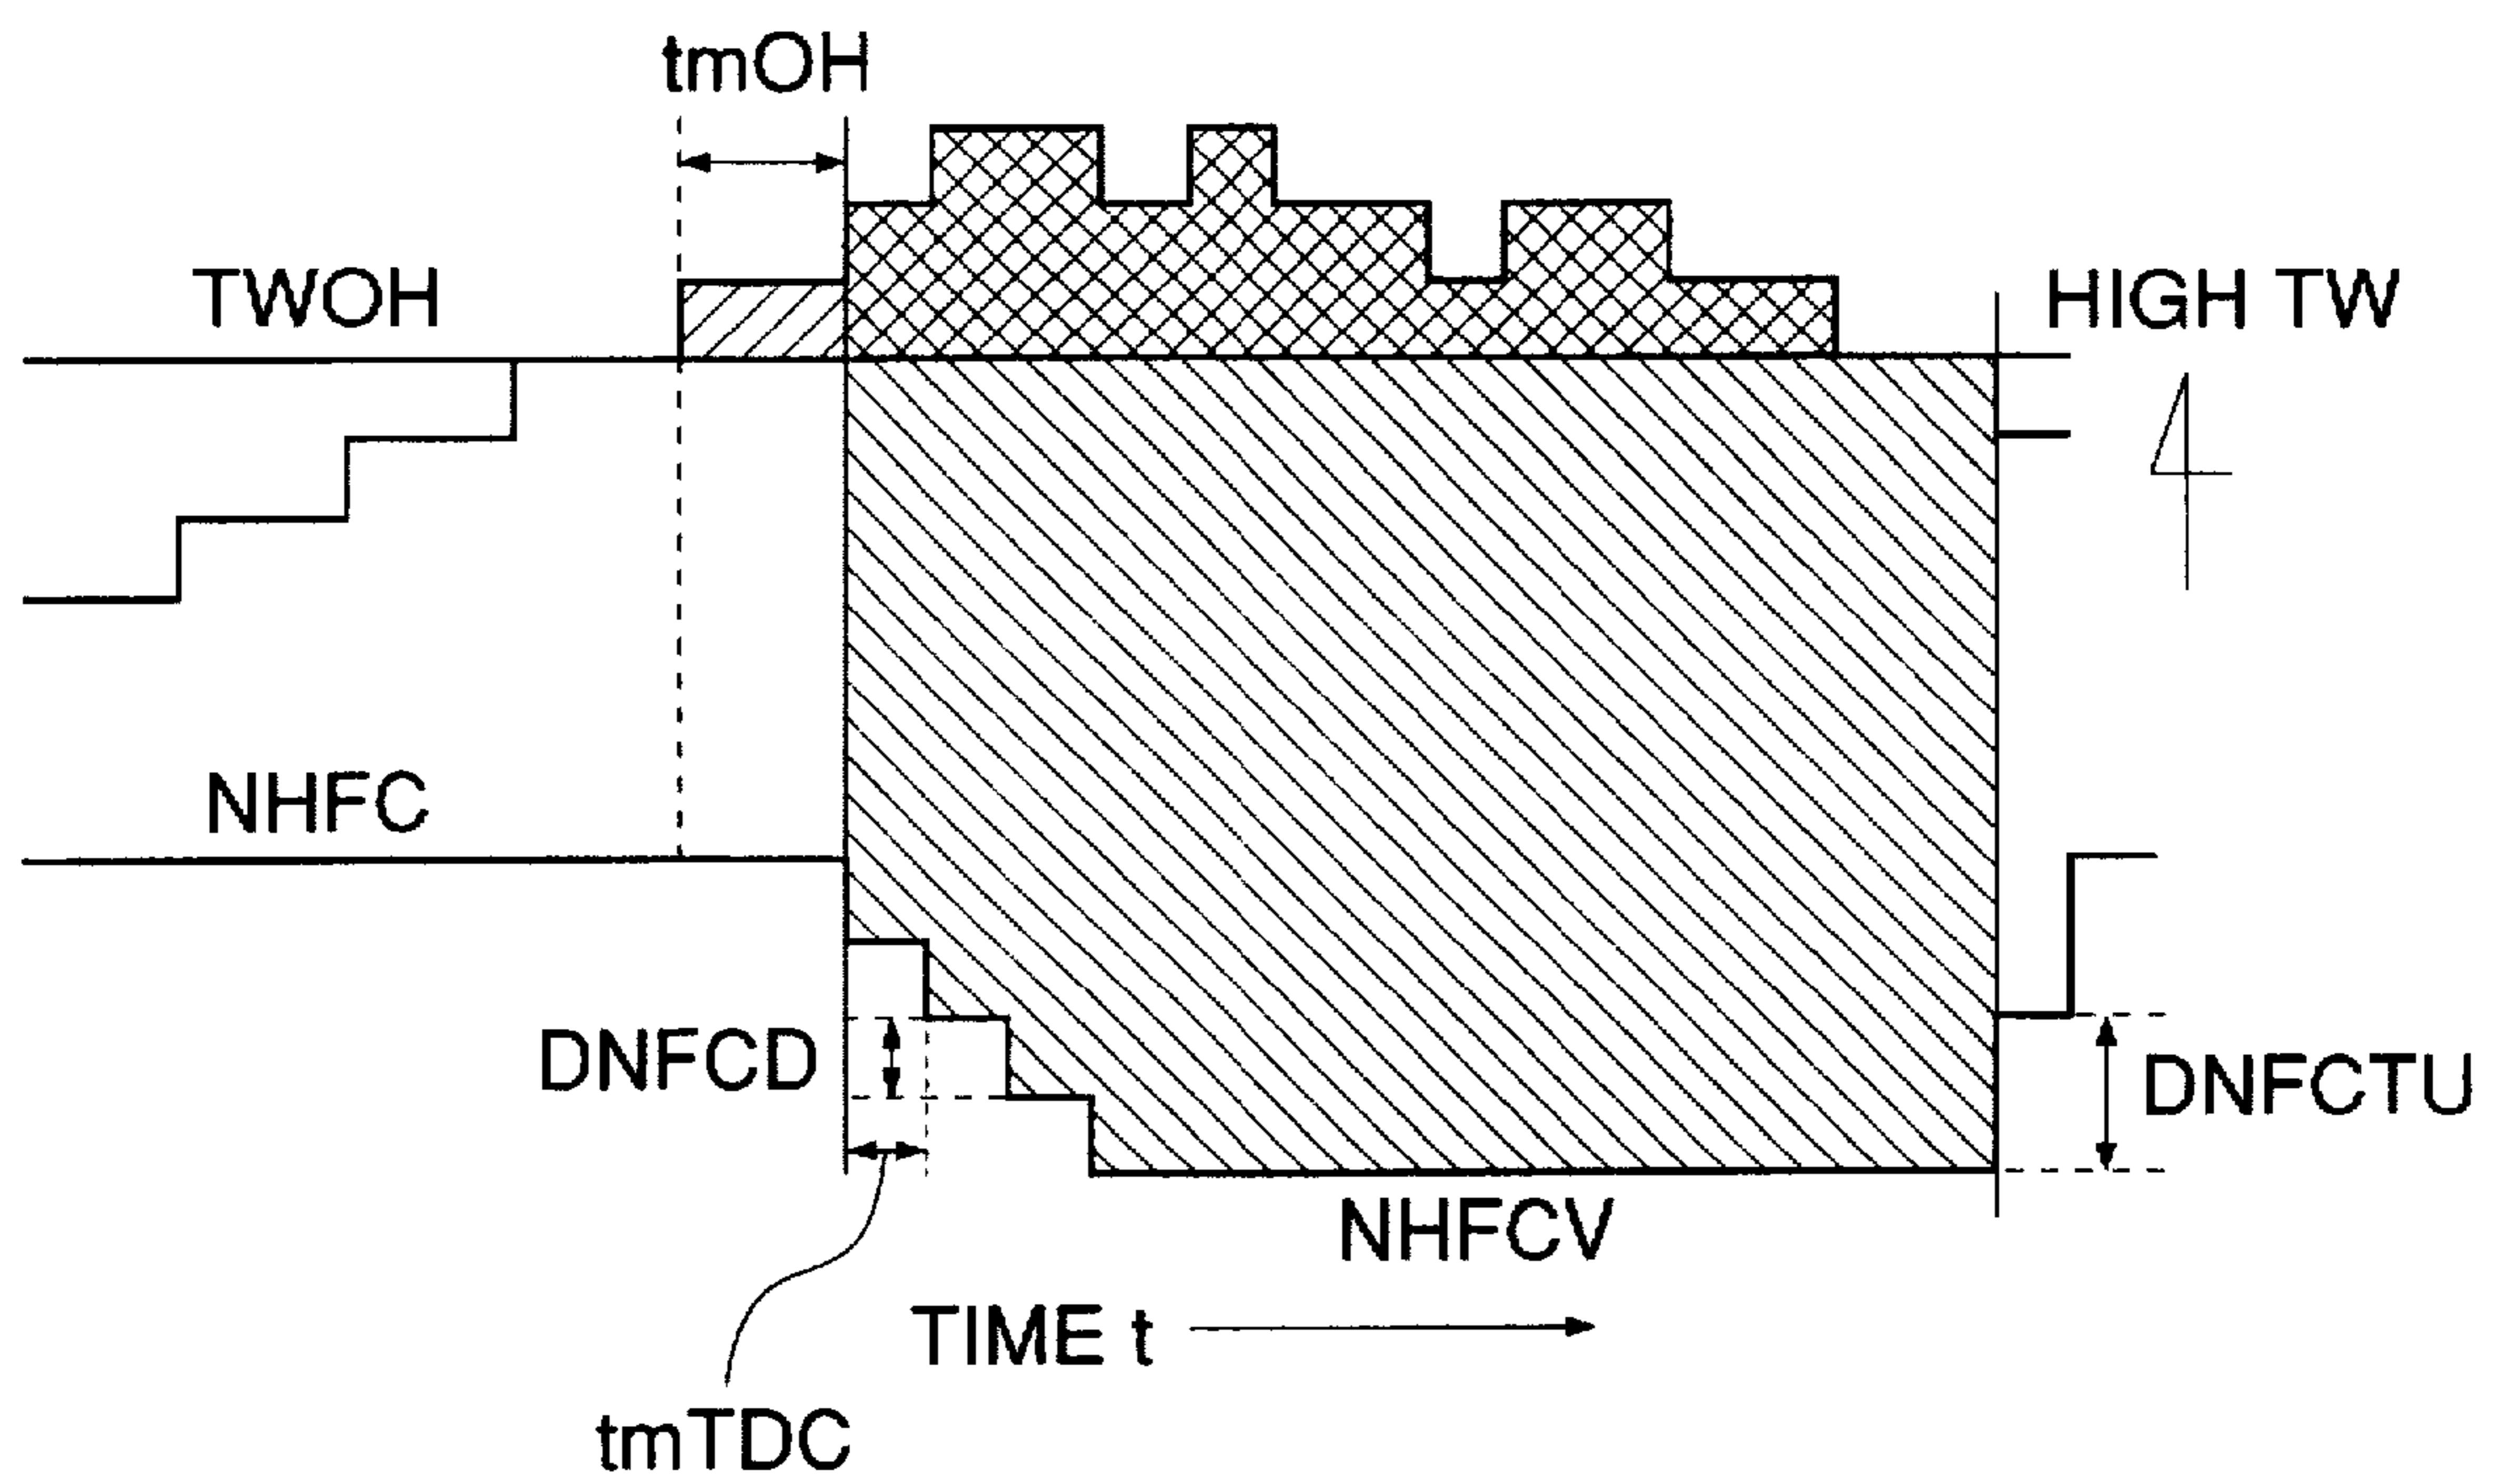 tmOH
TWOH
HIGH TW
NHFC
DNFCD
DNFCTU
NHFCV
TIME t
tmTDC